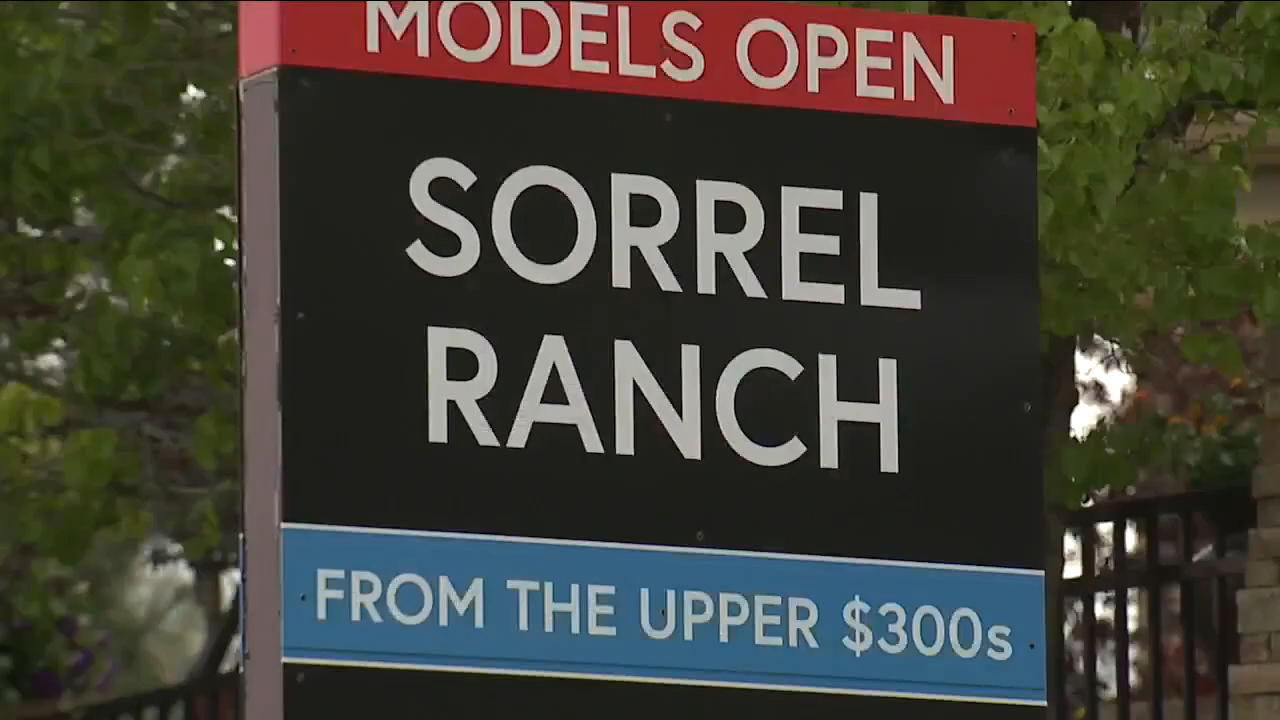 MODELS OPEN
SORREL
RANCH
FROM THE UPPER $300s